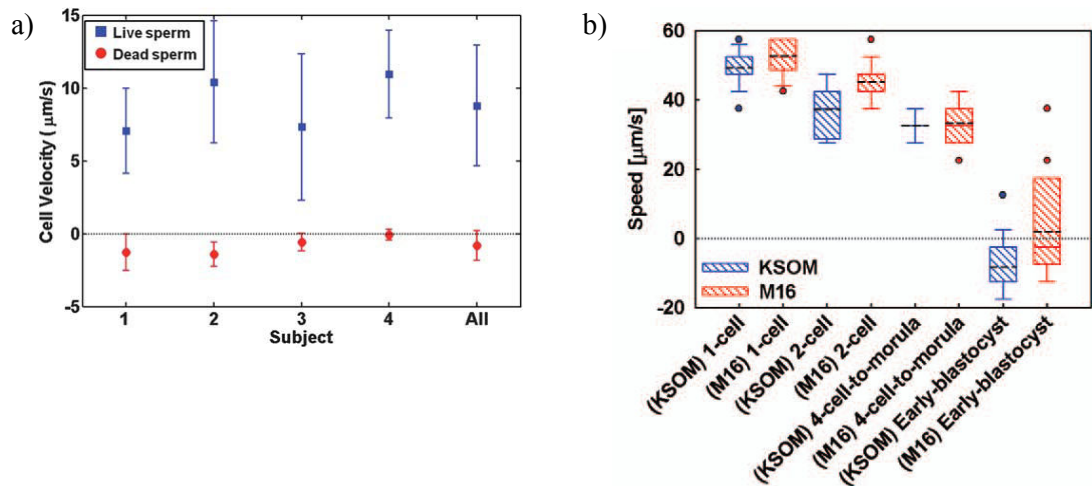 a)
15
10
5
0
-5
Cell Velocity ( μm/s)
Live sperm
Dead sperm
1 2 3 4 All
Subject
b)
60
40
20
0
-20
Speed [μm/s]
KSOM
M16
(KSOM) 1-cell
(M16) 1-cell
(KSOM) 2-cell
(M16) 2-cell
(KSOM) 4-cell-to-morula
(M16) 4-cell-to-morula
(KSOM) Early-blastocyst
(M16) Early-blastocyst